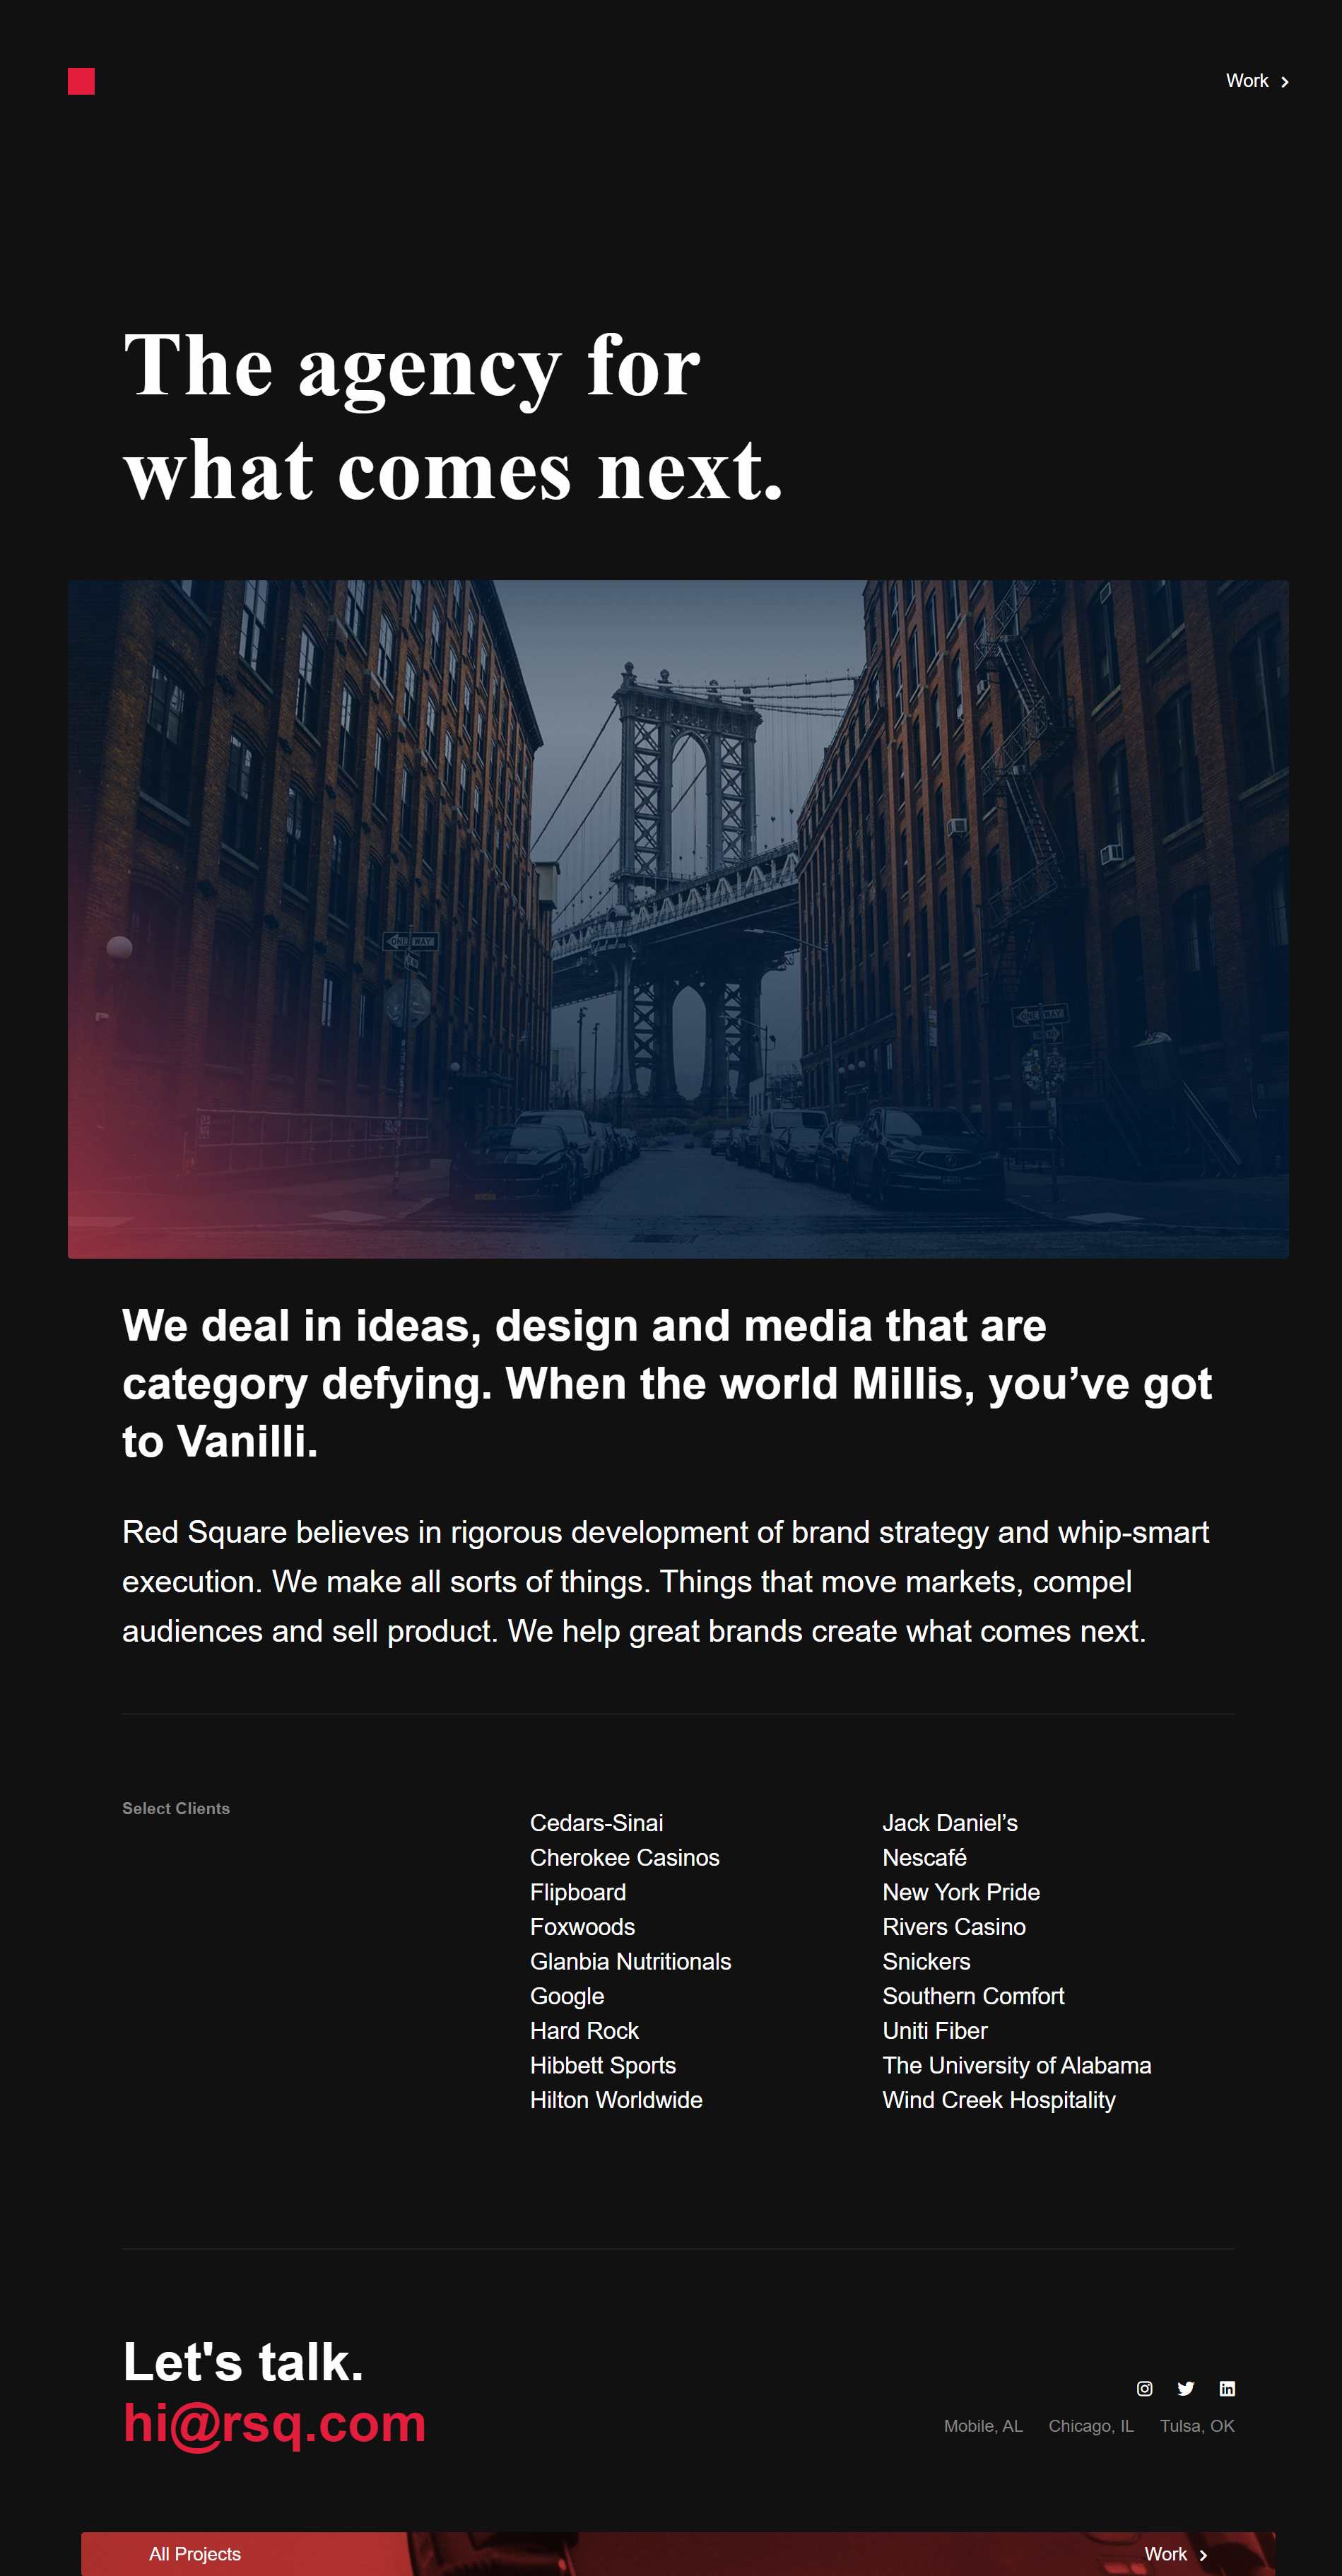 Work
The agency for
what comes next.
ONE WAY
ONE WAY
We deal in ideas, design and media that are
category defying. When the world Millis, you’ve got
to Vanilli.
Red Square believes in rigorous development of brand strategy and whip-smart
execution. We make all sorts of things. Things that move markets, compel
audiences and sell product. We help great brands create what comes next.
Select Clients
Cedars-Sinai
Cherokee Casinos
Flipboard
Foxwoods
Glanbia Nutritionals
Google
Hard Rock
Hibbett Sports
Hilton Worldwide
Jack Daniel’s
Nescafé
New York Pride
Rivers Casino
Snickers
Southern Comfort
Uniti Fiber
The University of Alabama
Wind Creek Hospitality
Let's talk.
hi@rsq.com
in
Mobile, AL Chicago, IL Tulsa, OK
All Projects
Work